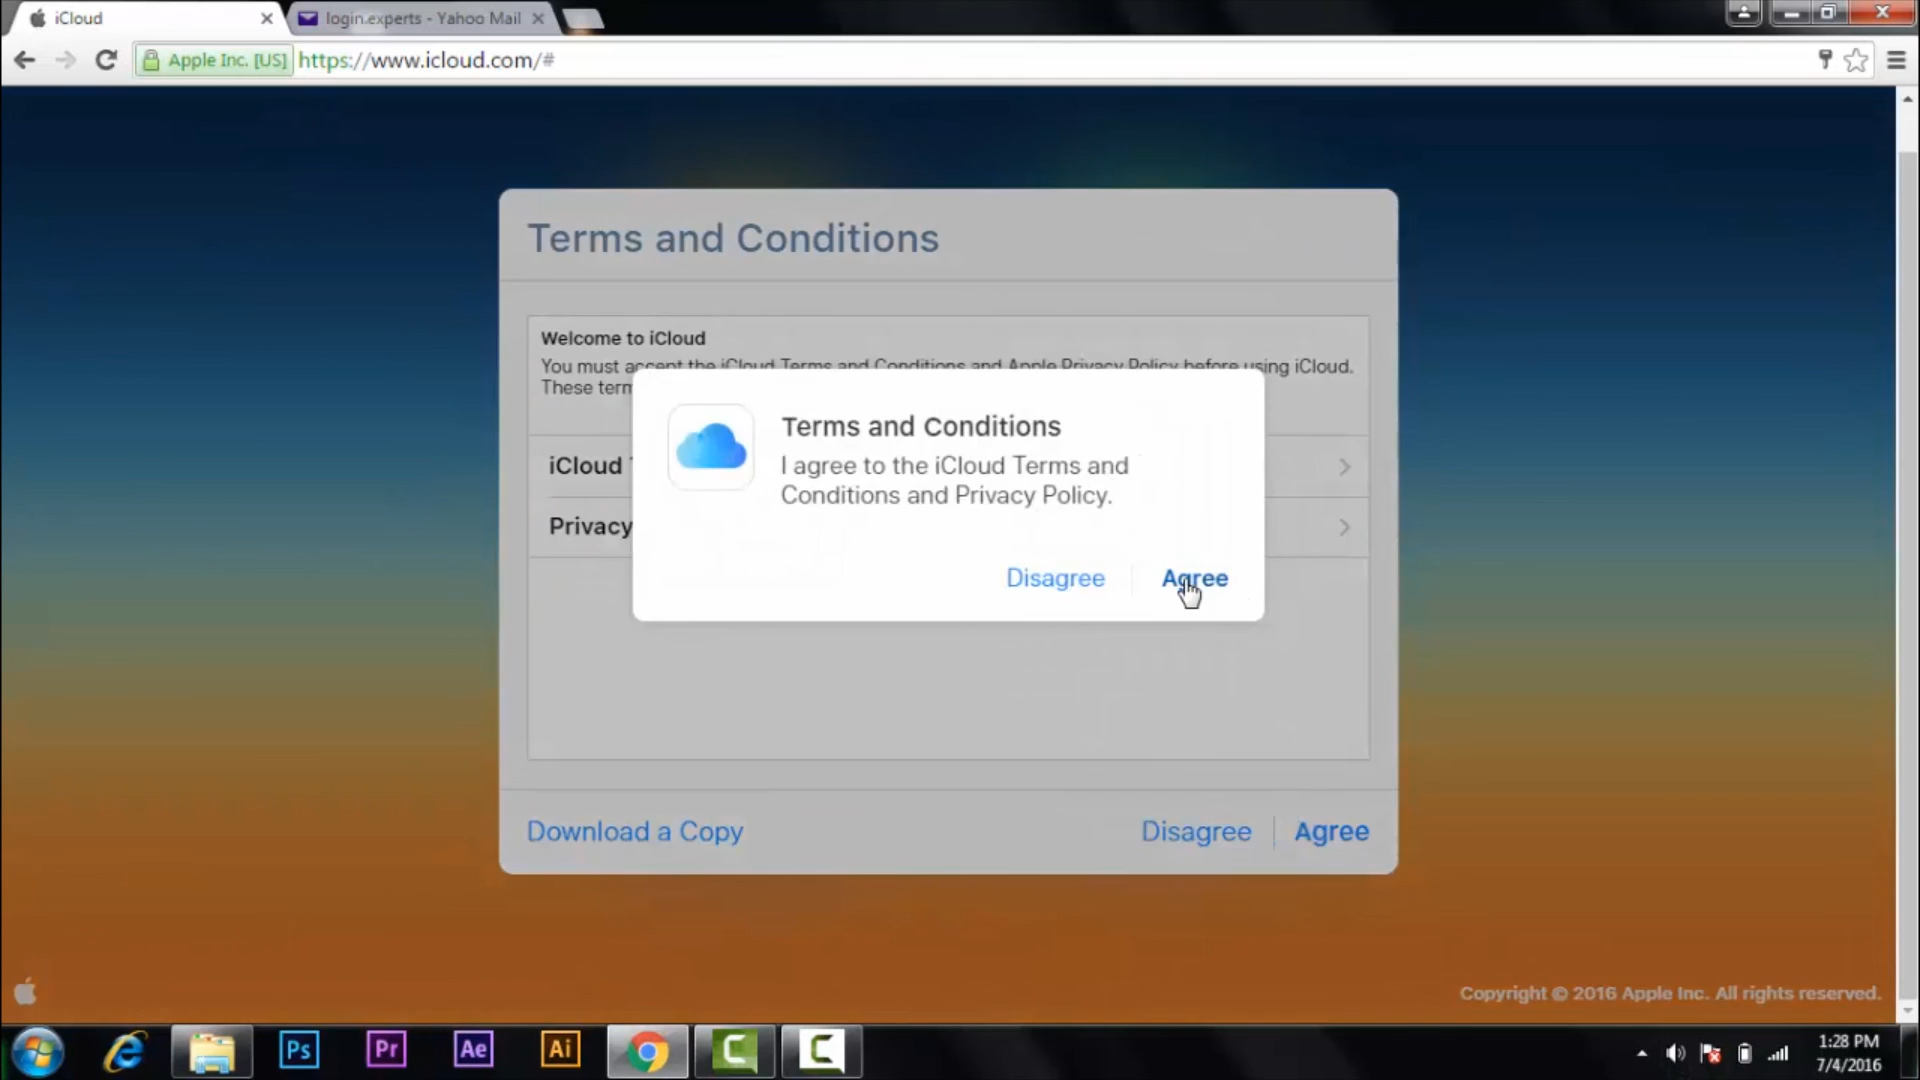 iCloud
login.experts - Yahoo Mail
Apple Inc. [US] https://www.icloud.com/#
Terms and Conditions
Welcome to iCloud
You must accept the iCloud Terms and Conditions and Apple Privacy Policy before using iCloud.
These term
Terms and Conditions
I agree to the iCloud Terms and
Conditions and Privacy Policy.
iCloud
Privacy
Disagree Agree
Download a Copy Disagree Agree
Copyright © 2016 Apple Inc. All rights reserved.
Ps Pr Ae Ai
1:28 PM
7/4/2016